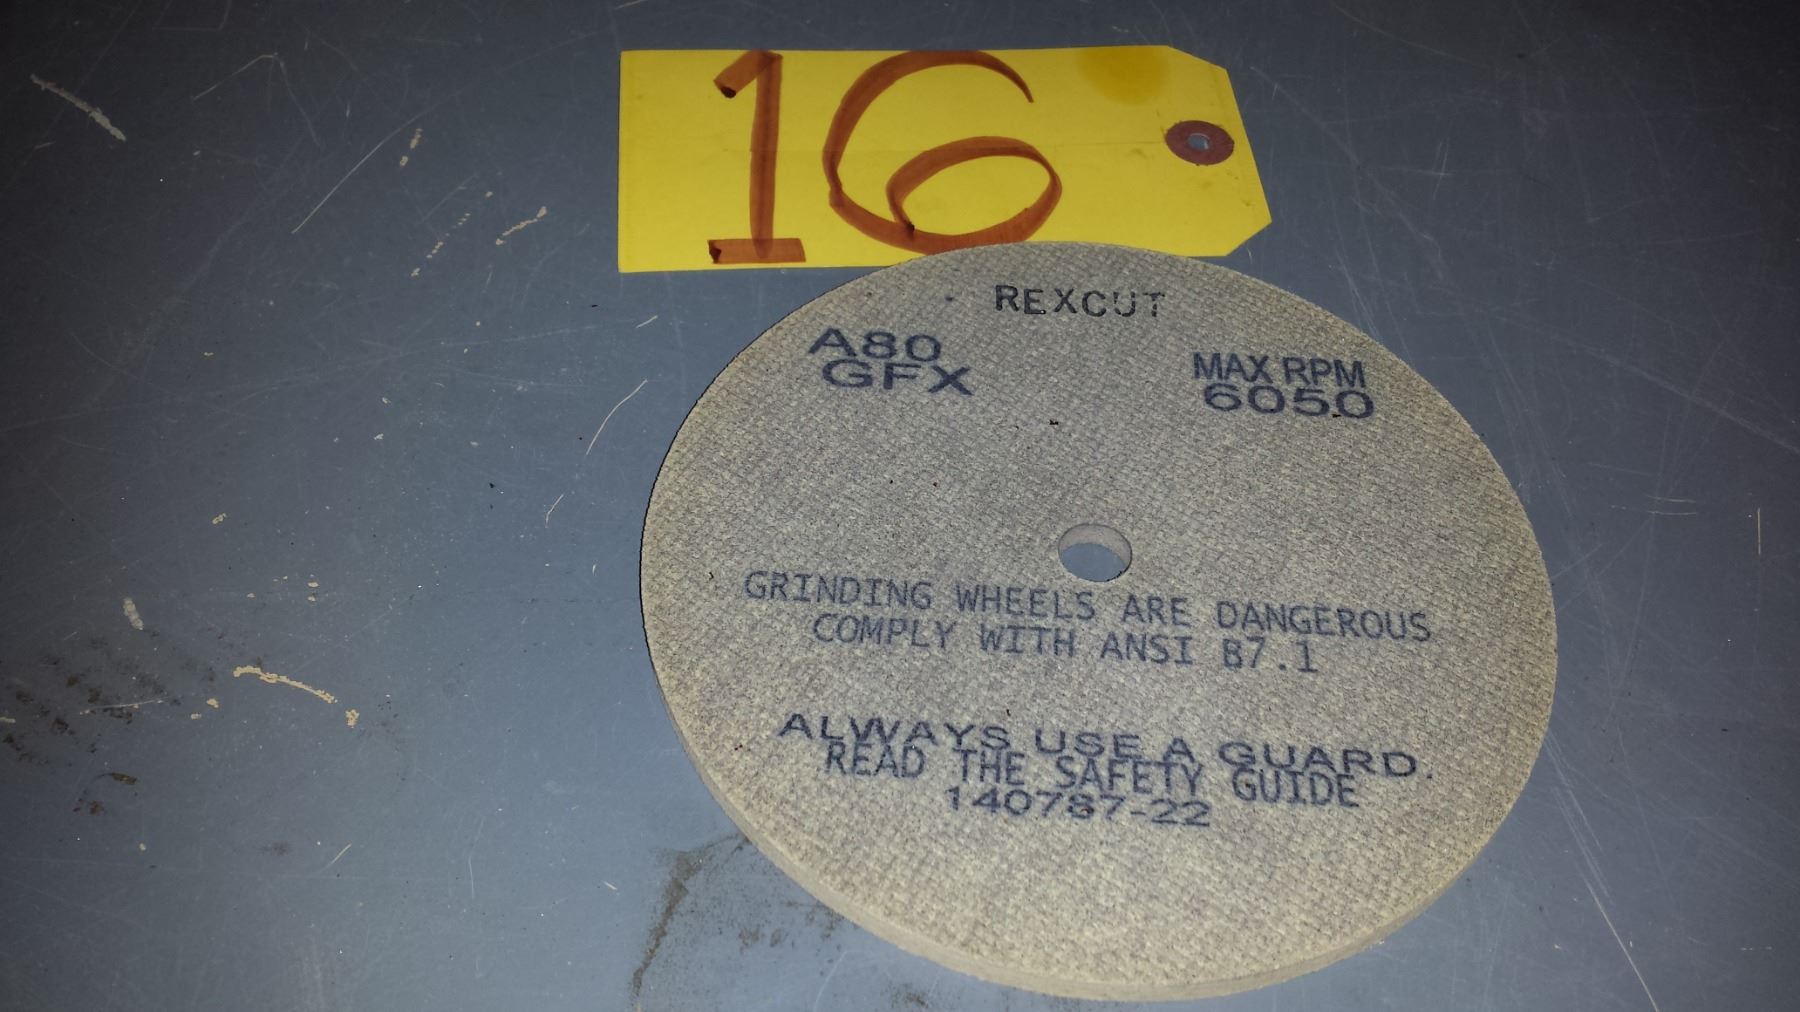 16
REXCUT
A80
GFX
MAX RPM
6050
GRINDING WHEELS ARE DANGEROUS
COMPLY WITH ANSI B7.1
ALWAYS USE A GUARD.
READ THE SAFETY GUIDE
140787-22